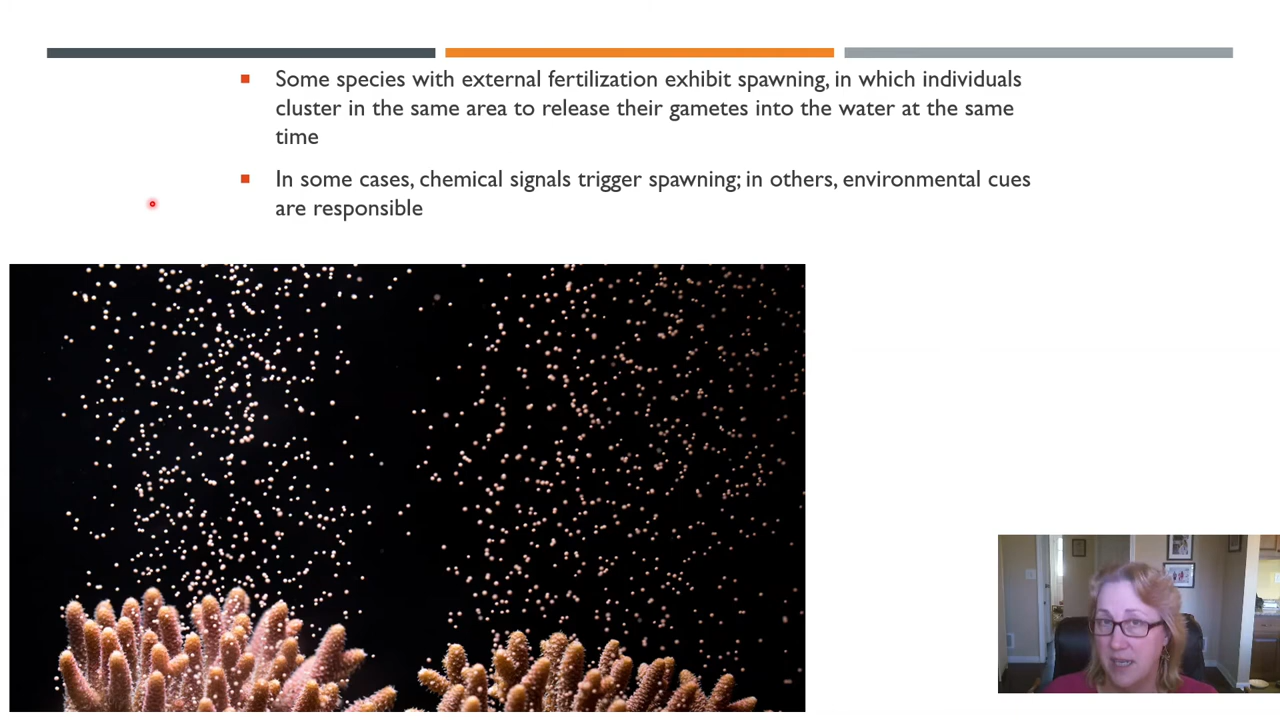 Some species with external fertilization exhibit spawning, in which individuals
cluster in the same area to release their gametes into the water at the same
time
In some cases, chemical signals trigger spawning; in others, environmental cues
are responsible